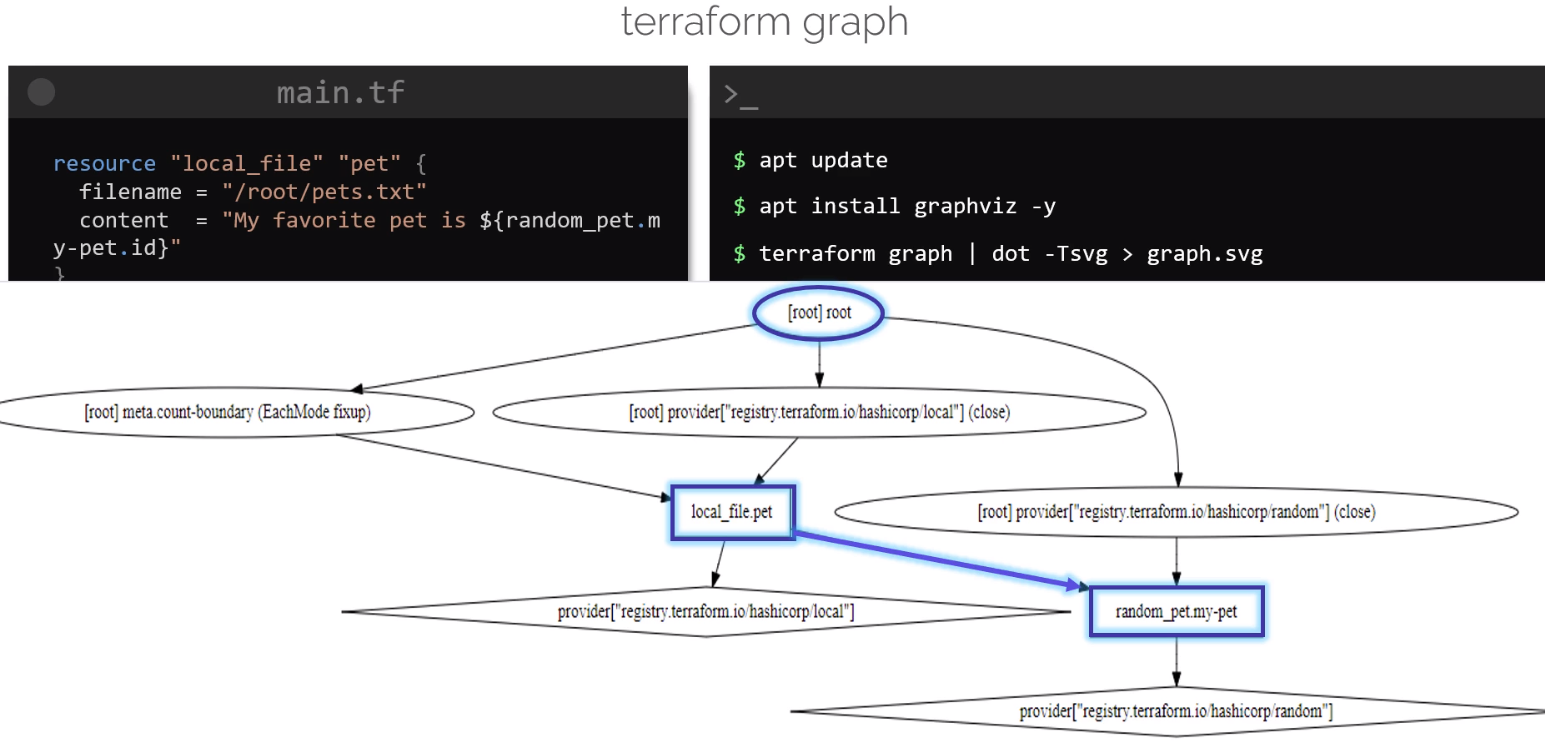 terraform graph
main.tf
resource "local_file" "pet" {
filename = "/root/pets.txt"
content = "My favorite pet is ${random_pet.m
y-pet.id}"
}
>_
$ apt update
$ apt install graphviz -y
$ terraform graph | dot -Tsvg > graph.svg
[root] root
[root] meta.count-boundary (EachMode fixup)
[root] provider["registry.terraform.io/hashicorp/local"] (close)
local_file.pet
[root] provider["registry.terraform.io/hashicorp/random"] (close)
provider["registry.terraform.io/hashicorp/local"]
random_pet.my-pet
provider["registry.terraform.io/hashicorp/random"]